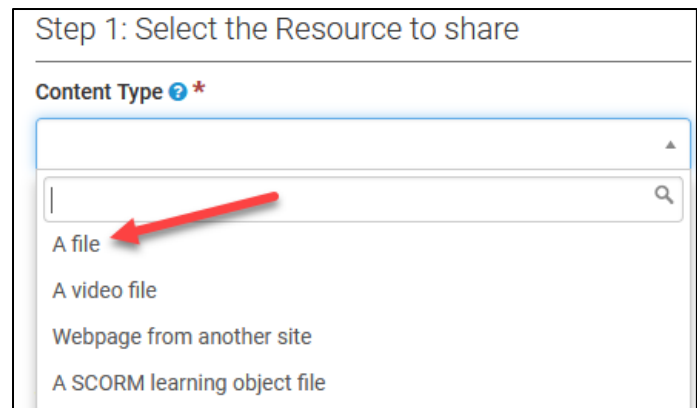 Step 1: Select the Resource to share
Content Type ? *
A file
A video file
Webpage from another site
A SCORM learning object file